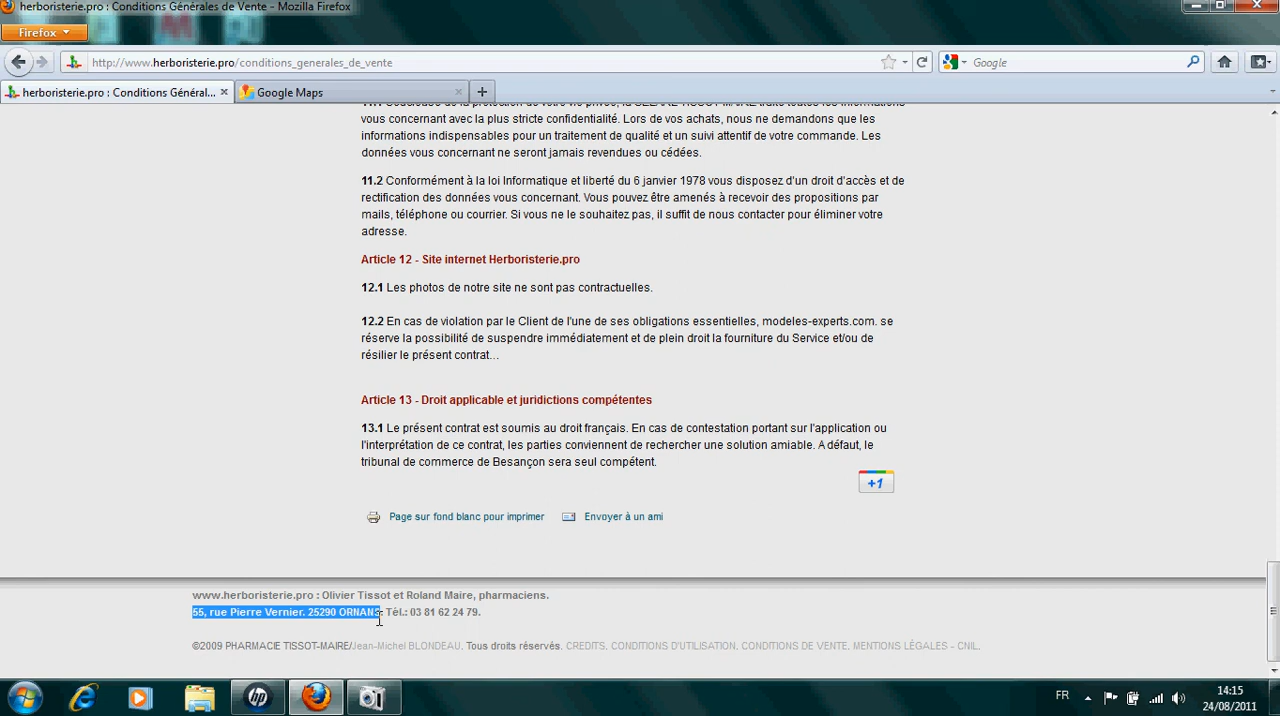 herboristerie.pro : Conditions Générales de Vente - Mozilla Firefox
Firefox
http://www.herboristerie.pro/conditions_generales_de_vente
Google
herboristerie.pro : Conditions Général...
Google Maps
vous concernant avec la plus stricte confidentialité. Lors de vos achats, nous ne demandons que les
informations indispensables pour un traitement de qualité et un suivi attentif de votre commande. Les
données vous concernant ne seront jamais revendues ou cédées.
11.2 Conformément à la loi Informatique et liberté du 6 janvier 1978 vous disposez d'un droit d'accès et de
rectification des données vous concernant. Vous pouvez être amenés à recevoir des propositions par
mails, téléphone ou courrier. Si vous ne le souhaitez pas, il suffit de nous contacter pour éliminer votre
adresse.
Article 12 - Site internet Herboristerie.pro
12.1 Les photos de notre site ne sont pas contractuelles.
12.2 En cas de violation par le Client de l'une de ses obligations essentielles, modeles-experts.com. se
réserve la possibilité de suspendre immédiatement et de plein droit la fourniture du Service et/ou de
résilier le présent contrat...
Article 13 - Droit applicable et juridictions compétentes
13.1 Le présent contrat est soumis au droit français. En cas de contestation portant sur l'application ou
l'interprétation de ce contrat, les parties conviennent de rechercher une solution amiable. A défaut, le
tribunal de commerce de Besançon sera seul compétent.
+1
Page sur fond blanc pour imprimer
Envoyer à un ami
www.herboristerie.pro : Olivier Tissot et Roland Maire, pharmaciens.
55, rue Pierre Vernier. 25290 ORNANS Tél.: 03 81 62 24 79.
©2009 PHARMACIE TISSOT-MAIRE/Jean-Michel BLONDEAU. Tous droits réservés. CREDITS. CONDITIONS D'UTILISATION. CONDITIONS DE VENTE. MENTIONS LÉGALES - CNIL.
hp
FR
14:15
24/08/2011